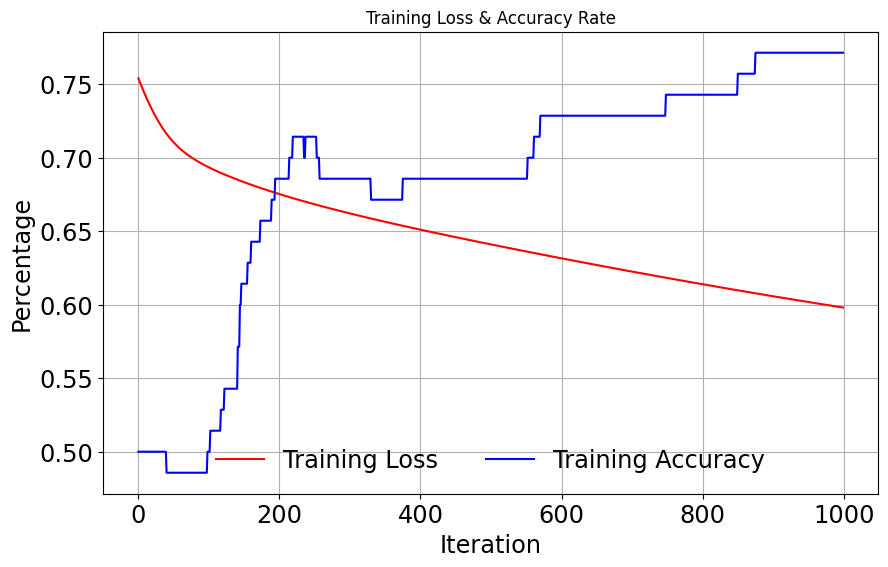 Training Loss & Accuracy Rate
Percentage
0.75
0.70
0.65
0.60
0.55
0.50
Training Loss
Training Accuracy
0
200
400
600
800
1000
Iteration